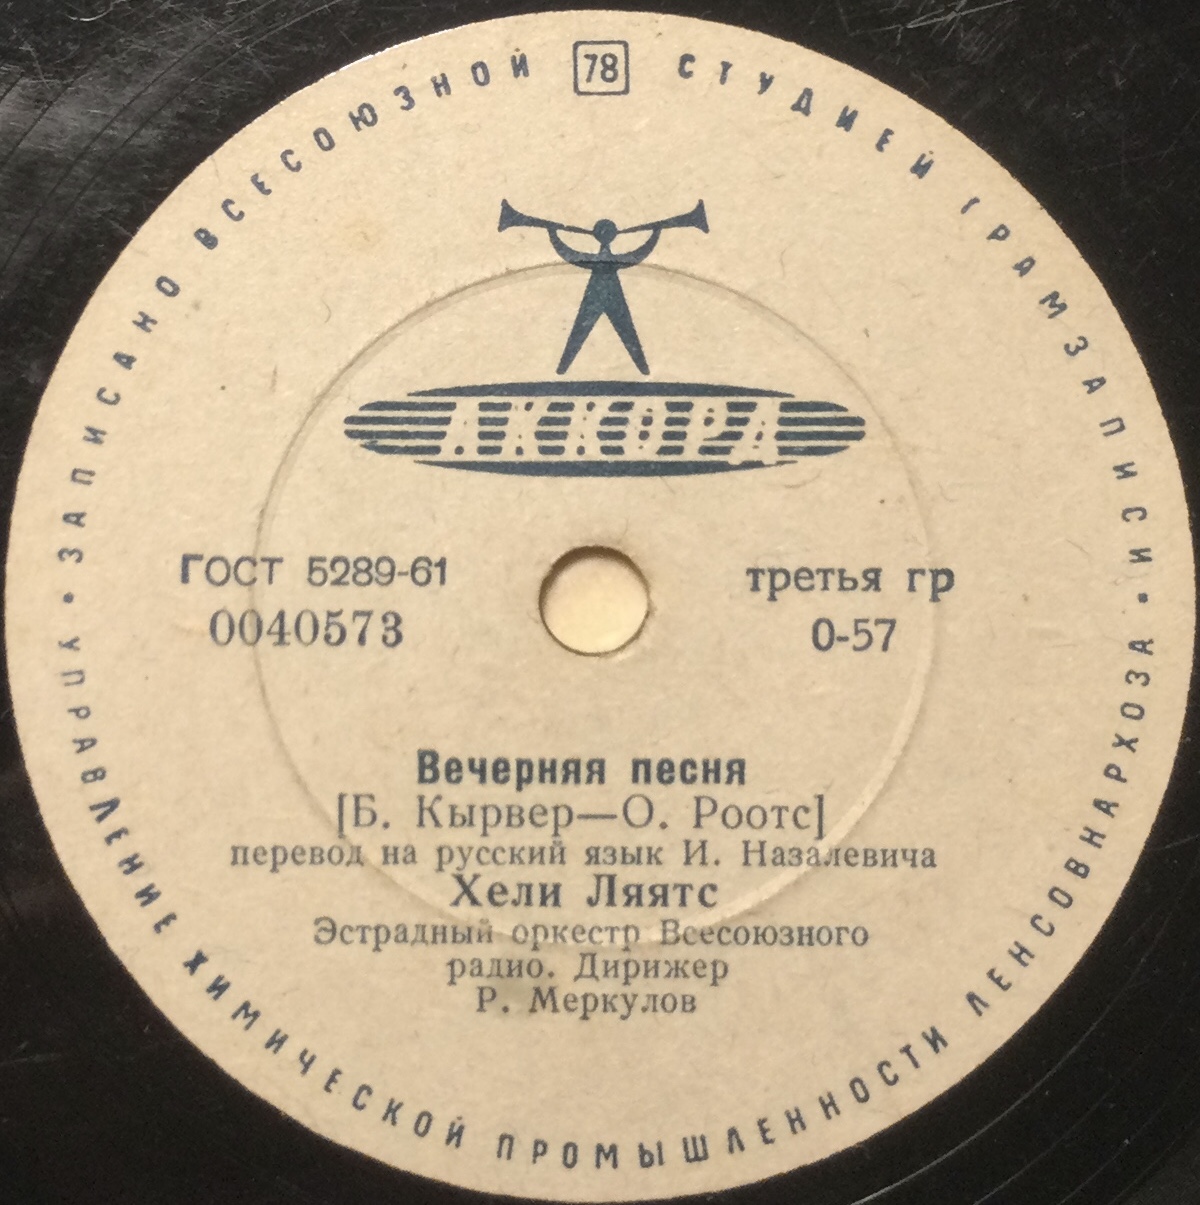 ЗАПИСАНО ВСЕСОЮЗНОЙ 78 СТУДИЕЙ ГРАМЗАПИСИ
АККОРД
ГОСТ 5289-61
0040573
третья гр
0-57
Вечерняя песня
[Б. Кырвер—О. Роотс]
перевод на русский язык И. Назалевича
Хели Ляятс
Эстрадный оркестр Всесоюзного
радио. Дирижер
Р. Меркулов
• УПРАВЛЕНИЕ ХИМИЧЕСКОЙ ПРОМЫШЛЕННОСТИ ЛЕНСОВНАРХОЗА •